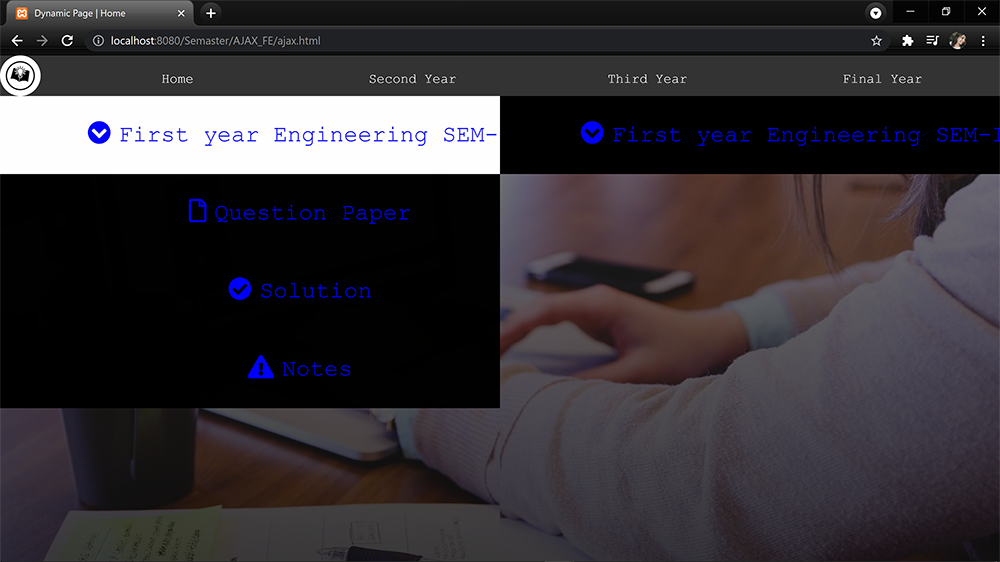 Dynamic Page | Home
localhost:8080/Semaster/AJAX_FE/ajax.html
Home Second Year Third Year Final Year
First year Engineering SEM- First year Engineering SEM-
Question Paper
Solution
Notes